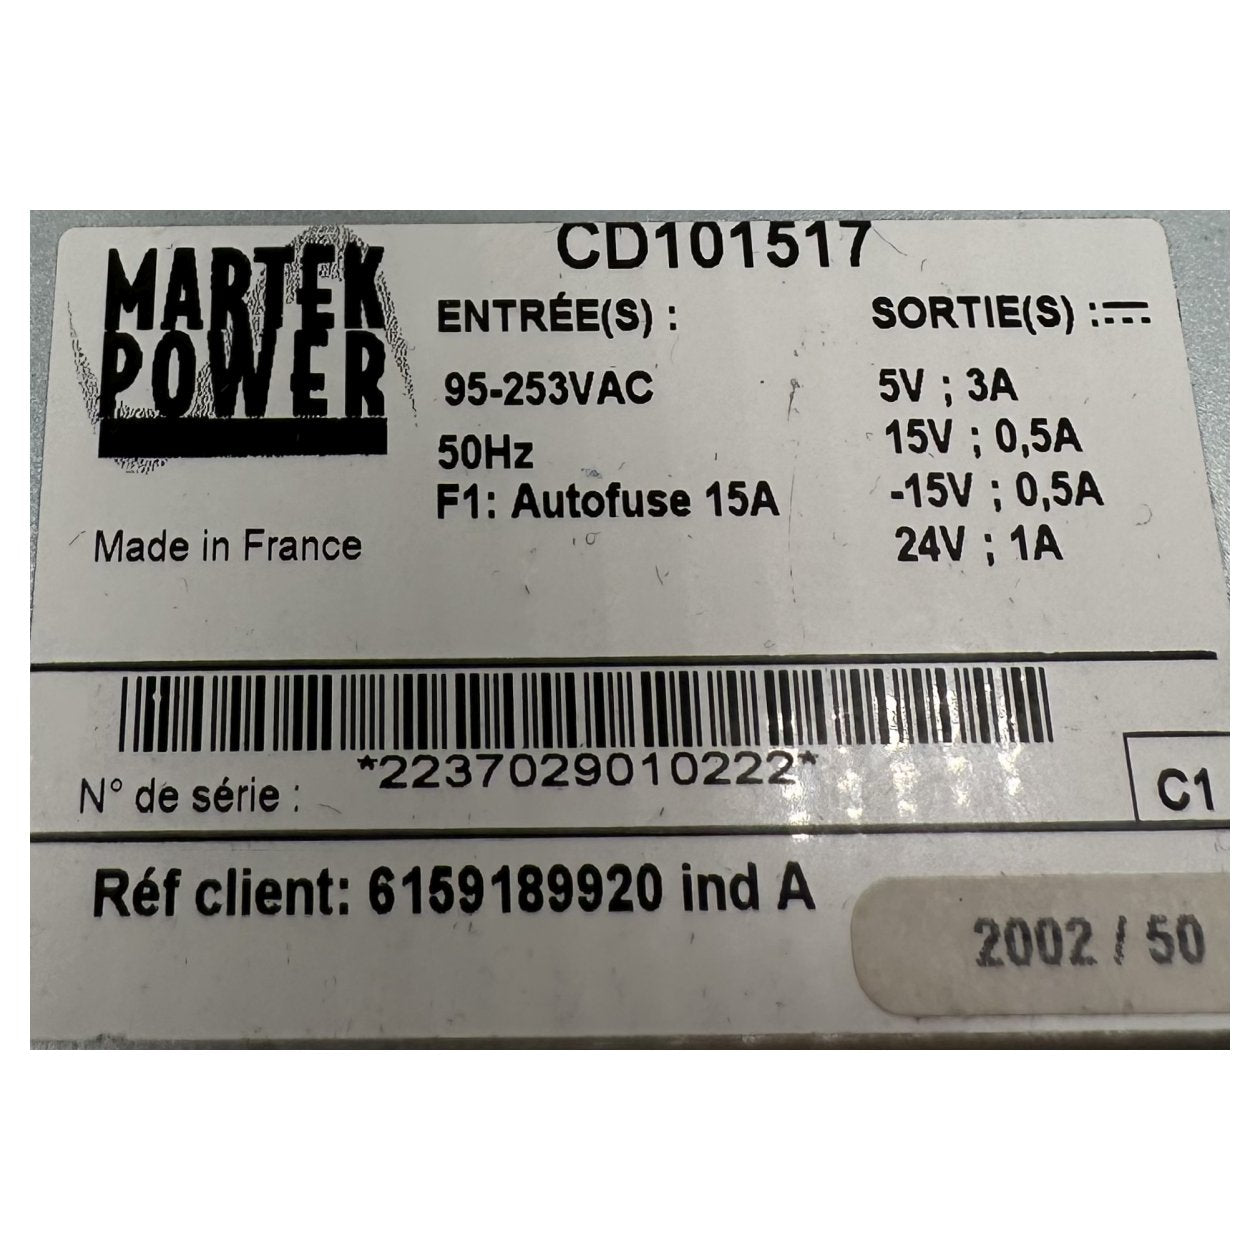 MARTEK
POWER
Made in France
CD101517
ENTRÉE(S) :
95-253VAC
50Hz
F1: Autofuse 15A
SORTIE(S) :
5V ; 3A
15V ; 0,5A
-15V ; 0,5A
24V ; 1A
*2237029010222*
N° de série :
C1
Réf client: 6159189920 ind A
2002 / 50